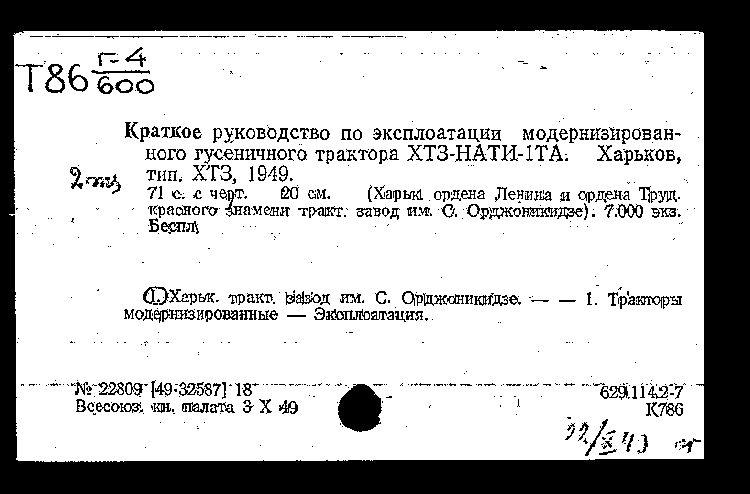 Т86 Г-4/600
Краткое руководство по эксплоатации модернизирован-
ного гусеничного трактора ХТЗ-НАТИ-1ТА. Харьков,
тип. ХТЗ, 1949.
2 экз
71 с. с черт. 20 см. (Харьк. ордена Ленина и ордена Труд.
красного знамени тракт. завод им. С. Орджоникидзе). 7.000 экз.
Беспл.
(1.) Харьк. тракт. завод им. С. Орджоникидзе. — — 1. Тракторы
модернизированные — Эксплоатация.
№ 22809 [49-32587] 18
629.114.2-7
Всесоюз. кн. палата 3 X 49
К786